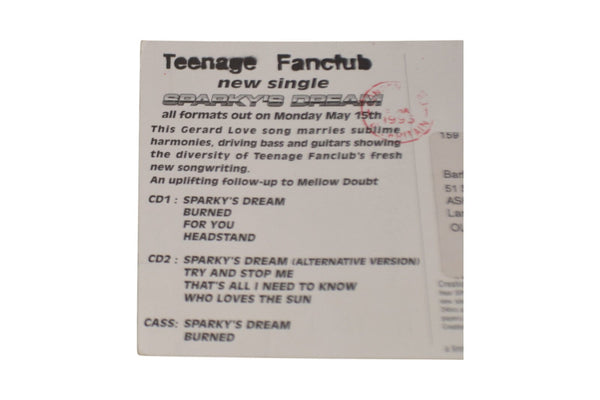 Teenage Fanclub
new single
SPARKY'S DREAM
all formats out on Monday May 15th
This Gerard Love song marries sublime
harmonies, driving bass and guitars showing
the diversity of Teenage Fanclub's fresh
new songwriting.
An uplifting follow-up to Mellow Doubt
CD1 : SPARKY'S DREAM
BURNED
FOR YOU
HEADSTAND
CD2 : SPARKY'S DREAM (ALTERNATIVE VERSION)
TRY AND STOP ME
THAT'S ALL I NEED TO KNOW
WHO LOVES THE SUN
CASS: SPARKY'S DREAM
BURNED
1995
159
51